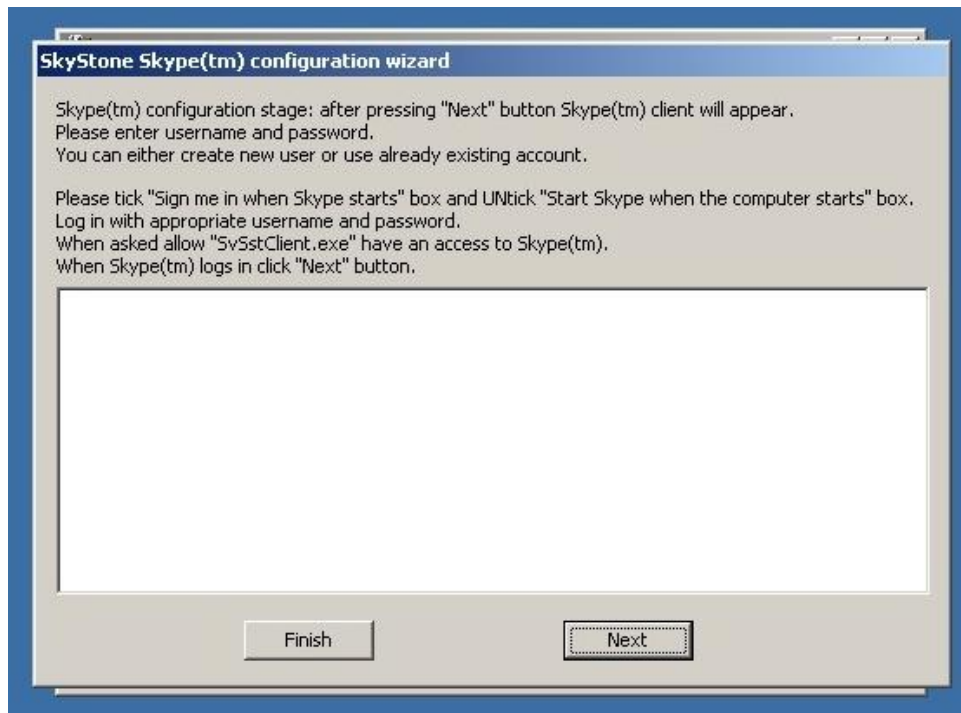 SkyStone Skype(tm) configuration wizard
Skype(tm) configuration stage: after pressing "Next" button Skype(tm) client will appear.
Please enter username and password.
You can either create new user or use already existing account.
Please tick "Sign me in when Skype starts" box and UNtick "Start Skype when the computer starts" box.
Log in with appropriate username and password.
When asked allow "SvSstClient.exe" have an access to Skype(tm).
When Skype(tm) logs in click "Next" button.
Finish Next